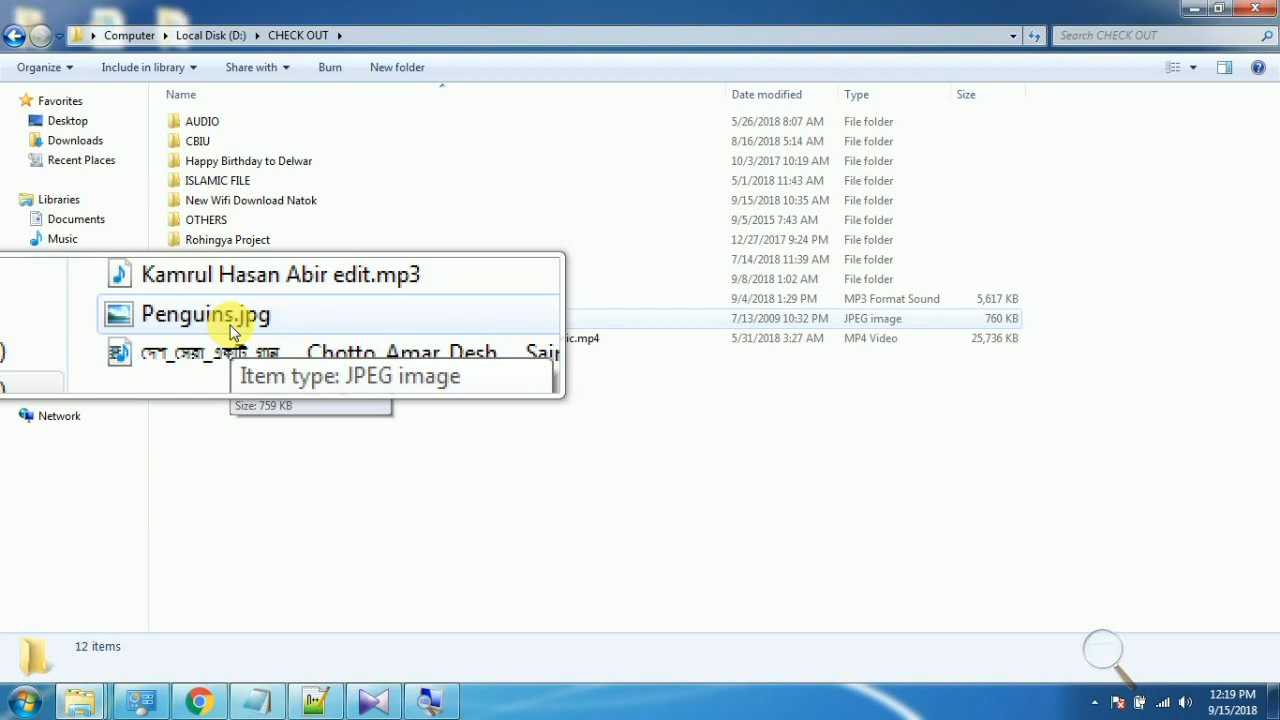 Computer Local Disk (D:) CHECK OUT
Search CHECK OUT
Organize Include in library Share with Burn New folder
Name Date modified Type Size
Favorites
Desktop
Downloads
Recent Places
Libraries
Documents
Music
Network
AUDIO 5/26/2018 8:07 AM File folder
CBIU 8/16/2018 5:14 AM File folder
Happy Birthday to Delwar 10/3/2017 10:19 AM File folder
ISLAMIC FILE 5/1/2018 11:43 AM File folder
New Wifi Download Natok 9/15/2018 10:35 AM File folder
OTHERS 9/5/2015 7:43 AM File folder
Rohingya Project 12/27/2017 9:24 PM File folder
7/14/2018 11:39 AM File folder
9/8/2018 1:02 AM File folder
9/4/2018 1:29 PM MP3 Format Sound 5,617 KB
7/13/2009 10:32 PM JPEG image 760 KB
ic.mp4 5/31/2018 3:27 AM MP4 Video 25,736 KB
Kamrul Hasan Abir edit.mp3
Penguins.jpg
Chotto Amar Desh
Item type: JPEG image
Size: 759 KB
12 items
12:19 PM
9/15/2018